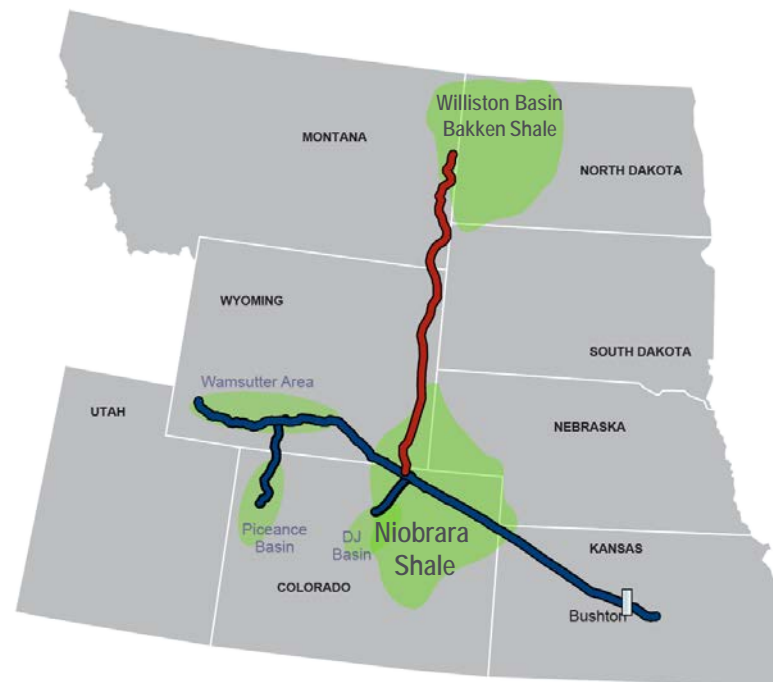 Williston Basin
Bakken Shale
MONTANA
NORTH DAKOTA
WYOMING
SOUTH DAKOTA
Wamsutter Area
UTAH
NEBRASKA
Piceance
Basin
DJ
Basin
Niobrara
Shale
KANSAS
COLORADO
Bushton